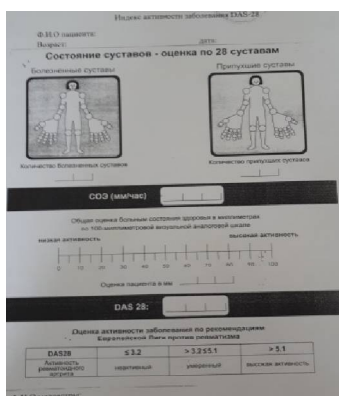 Индекс активности заболевания DAS-28
Ф.И.О пациента:
Возраст: дата:
Состояние суставов - оценка по 28 суставам
Болезненные суставы Припухшие суставы
Количество болезненных суставов Количество припухших суставов
СОЭ (мм/час)
Общая оценка больным состояния здоровья в миллиметрах
по 100-миллиметровой визуальной аналоговой шкале
низкая активность высокая активность
0 10 20 30 40 50 60 70 80 90 100
Оценка пациента в мм
DAS 28:
Оценка активности заболевания по рекомендациям
Европейской Лиги против ревматизма
DAS28 ≤ 3.2 > 3.2 ≤ 5.1 > 5.1
Активность ревматоидного артрита неактивный умеренный высокая активность